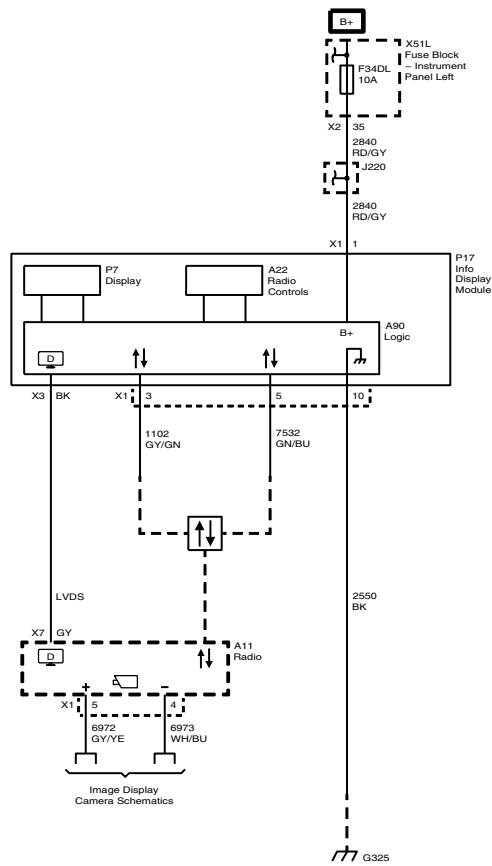 B+
X51L
Fuse Block
– Instrument
Panel Left
F34DL
10A
X2 35
2840
RD/GY
J220
2840
RD/GY
X1 1
P17
Info
Display
Module
P7
Display
A22
Radio
Controls
B+
A90
Logic
D
X3 BK
X1 3
5
10
1102
GY/GN
7532
GN/BU
LVDS
2550
BK
X7 GY
A11
Radio
D
+
–
X1 5
4
6972
GY/YE
6973
WH/BU
Image Display
Camera Schematics
G325